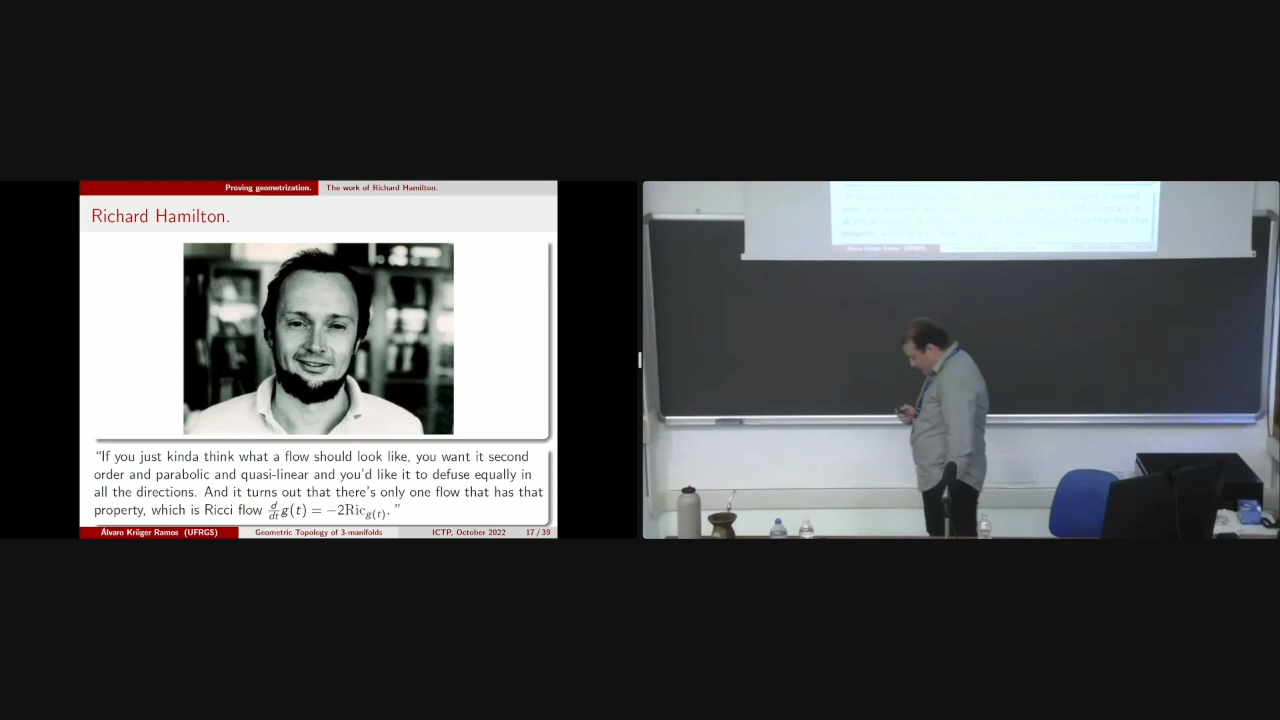 Proving geometrization. The work of Richard Hamilton.
Richard Hamilton.
“If you just kinda think what a flow should look like, you want it second
order and parabolic and quasi-linear and you'd like it to defuse equally in
all the directions. And it turns out that there's only one flow that has that
property, which is Ricci flow d/dt g(t) = −2Ric_g(t). ”
Álvaro Krüger Ramos (UFRGS) Geometric Topology of 3-manifolds ICTP, October 2022 17 / 39